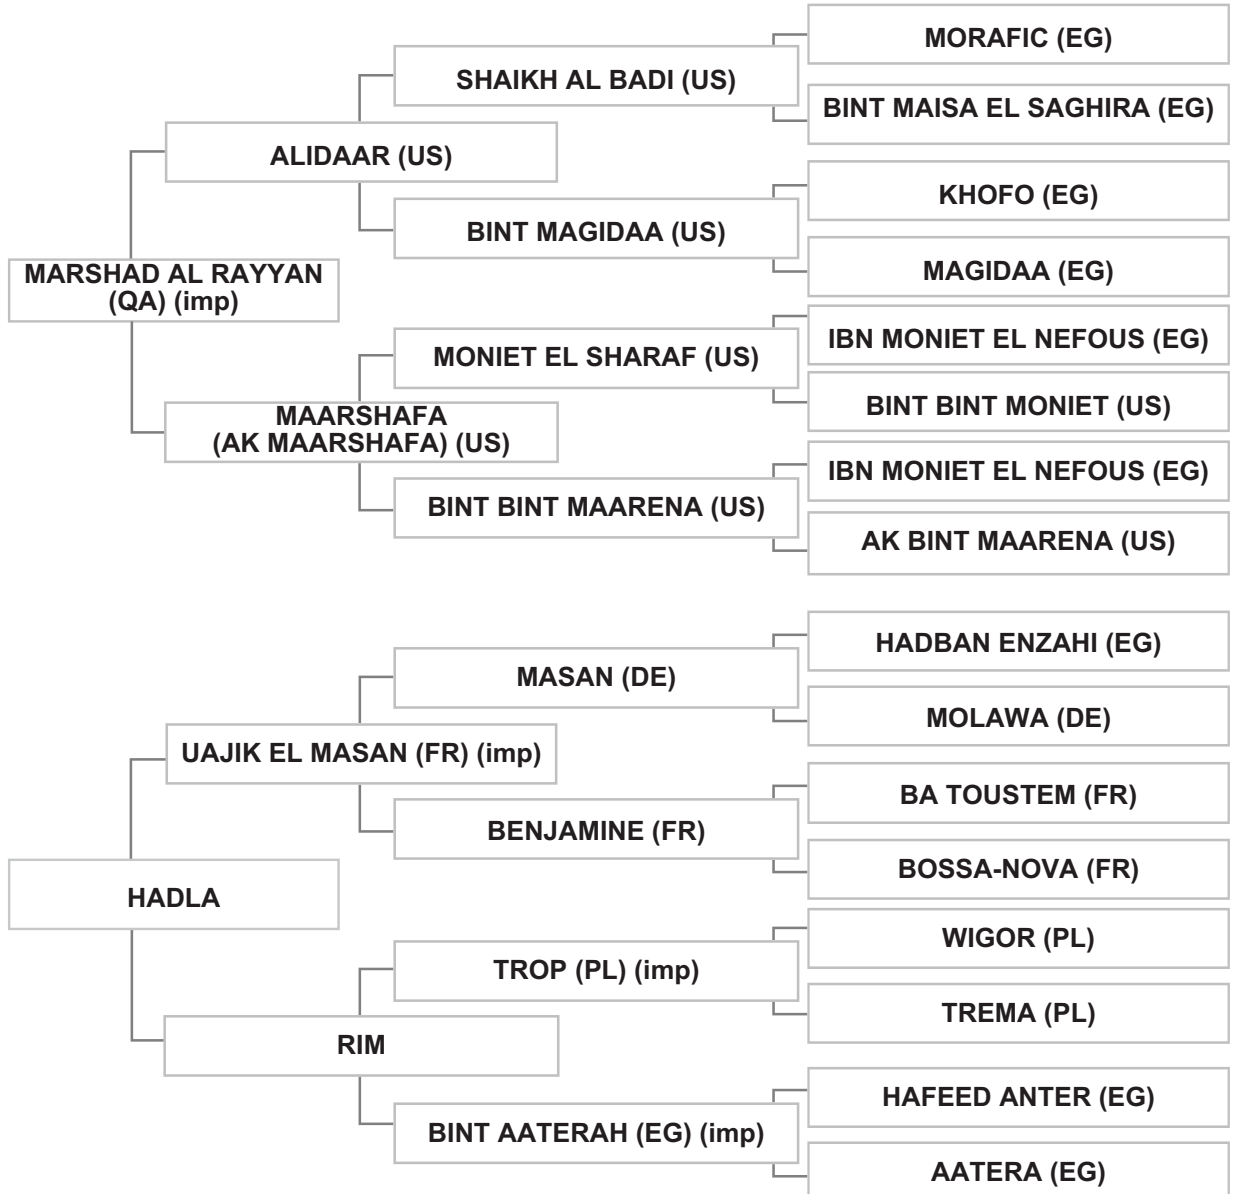 MORAFIC (EG)
SHAIKH AL BADI (US)
BINT MAISA EL SAGHIRA (EG)
ALIDAAR (US)
KHOFO (EG)
BINT MAGIDAA (US)
MAGIDAA (EG)
MARSHAD AL RAYYAN
(QA) (imp)
IBN MONIET EL NEFOUS (EG)
MONIET EL SHARAF (US)
BINT BINT MONIET (US)
MAARSHAFA
(AK MAARSHAFA) (US)
IBN MONIET EL NEFOUS (EG)
BINT BINT MAARENA (US)
AK BINT MAARENA (US)
HADBAN ENZAHI (EG)
MASAN (DE)
MOLAWA (DE)
UAJIK EL MASAN (FR) (imp)
BA TOUSTEM (FR)
BENJAMINE (FR)
BOSSA-NOVA (FR)
HADLA
WIGOR (PL)
TROP (PL) (imp)
TREMA (PL)
RIM
HAFEED ANTER (EG)
BINT AATERAH (EG) (imp)
AATERA (EG)